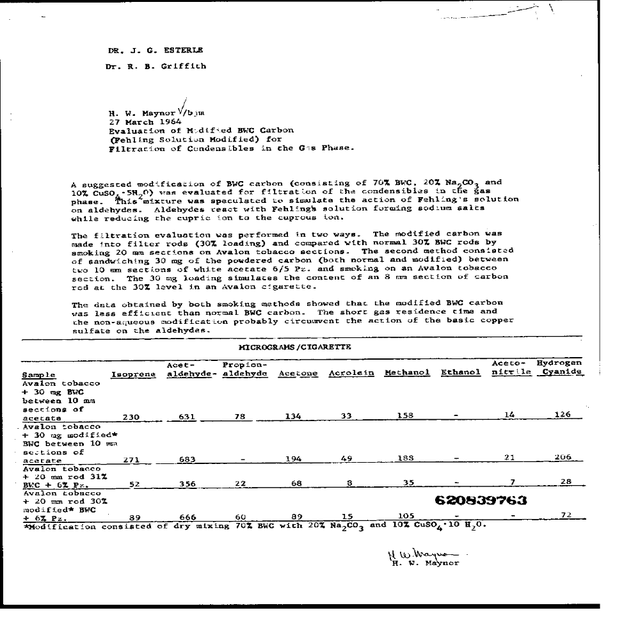 DR. J. G. ESTERLE
Dr. R. B. Griffith
H. W. Maynor /bjm
27 March 1964
Evaluation of Modified BWC Carbon
(Fehling Solution Modified) for
Filtration of Condensibles in the Gas Phase.
A suggested modification of BWC carbon (consisting of 70% BWC, 20% Na2CO3 and
10% CuSO4·5H2O) was evaluated for filtration of the condensibles in the gas
phase. This mixture was speculated to simulate the action of Fehling's solution
on aldehydes. Aldehydes react with Fehling's solution forming sodium salts
while reducing the cupric ion to the cuprous ion.
The filtration evaluation was performed in two ways. The modified carbon was
made into filter rods (30% loading) and compared with normal 30% BWC rods by
smoking 20 mm sections on Avalon tobacco sections. The second method consisted
of sandwiching 30 mg of the powdered carbon (both normal and modified) between
two 10 mm sections of white acetate 6/5 Pz. and smoking on an Avalon tobacco
section. The 30 mg loading simulates the content of an 8 mm section of carbon
rod at the 30% level in an Avalon cigarette.
The data obtained by both smoking methods showed that the modified BWC carbon
was less efficient than normal BWC carbon. The short gas residence time and
the non-aqueous modification probably circumvent the action of the basic copper
sulfate on the aldehydes.
MICROGRAMS/CIGARETTE
Acet- Propion- Aceto- Hydrogen
Sample Isoprene aldehyde- aldehyde Acetone Acrolein Methanol Ethanol nitrile Cyanide
Avalon tobacco
+ 30 mg BWC
between 10 mm
sections of
acetate 230 631 78 134 33 158 - 14 126
Avalon tobacco
+ 30 mg modified*
BWC between 10 mm
sections of
acetate 271 683 - 194 49 188 - 21 206
Avalon tobacco
+ 20 mm rod 31%
BWC + 6% Pz. 52 356 22 68 8 35 - 7 28
Avalon tobacco
+ 20 mm rod 30% 620839763
modified* BWC
+ 6% Pz. 89 666 60 89 15 105 - - 72
*Modification consisted of dry mixing 70% BWC with 20% Na2CO3 and 10% CuSO4·10 H2O.
H W Maynor
H. W. Maynor